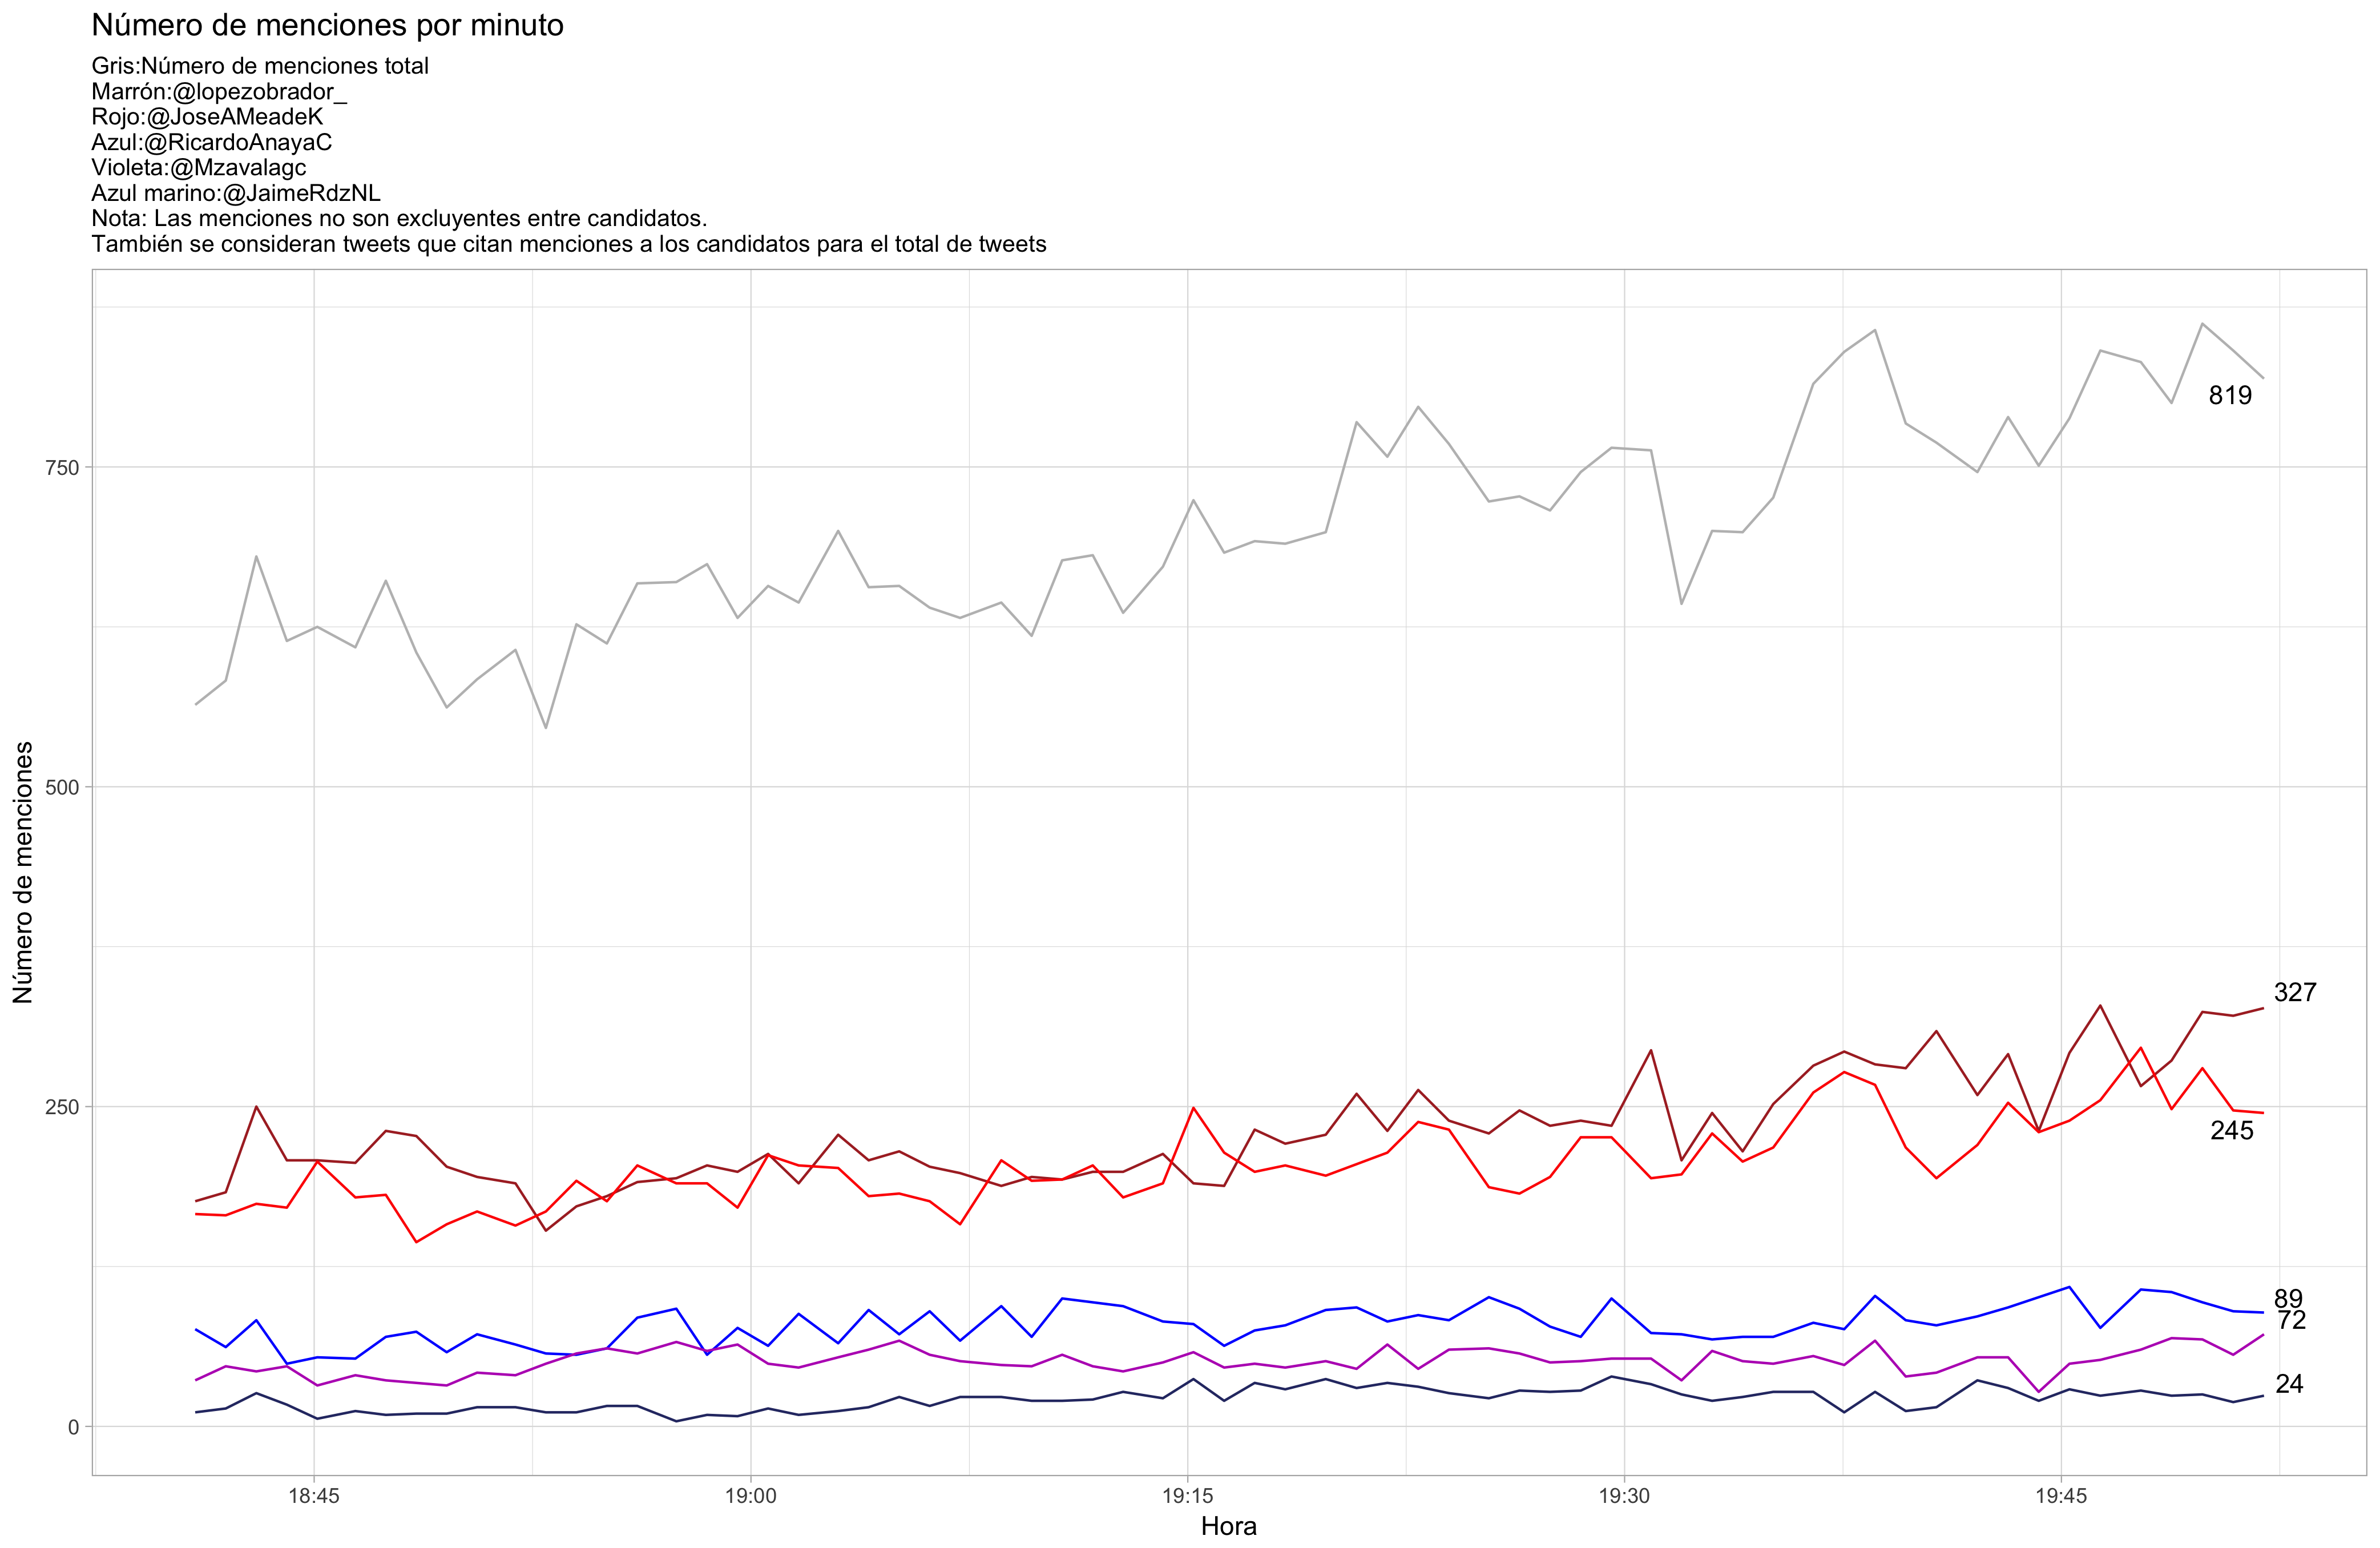 Número de menciones por minuto
Gris:Número de menciones total
Marrón:@lopezobrador_
Rojo:@JoseAMeadeK
Azul:@RicardoAnayaC
Violeta:@Mzavalagc
Azul marino:@JaimeRdzNL
Nota: Las menciones no son excluyentes entre candidatos.
También se consideran tweets que citan menciones a los candidatos para el total de tweets
Número de menciones
750
500
250
0
819
327
245
89
72
24
18:45
19:00
19:15
19:30
19:45
Hora